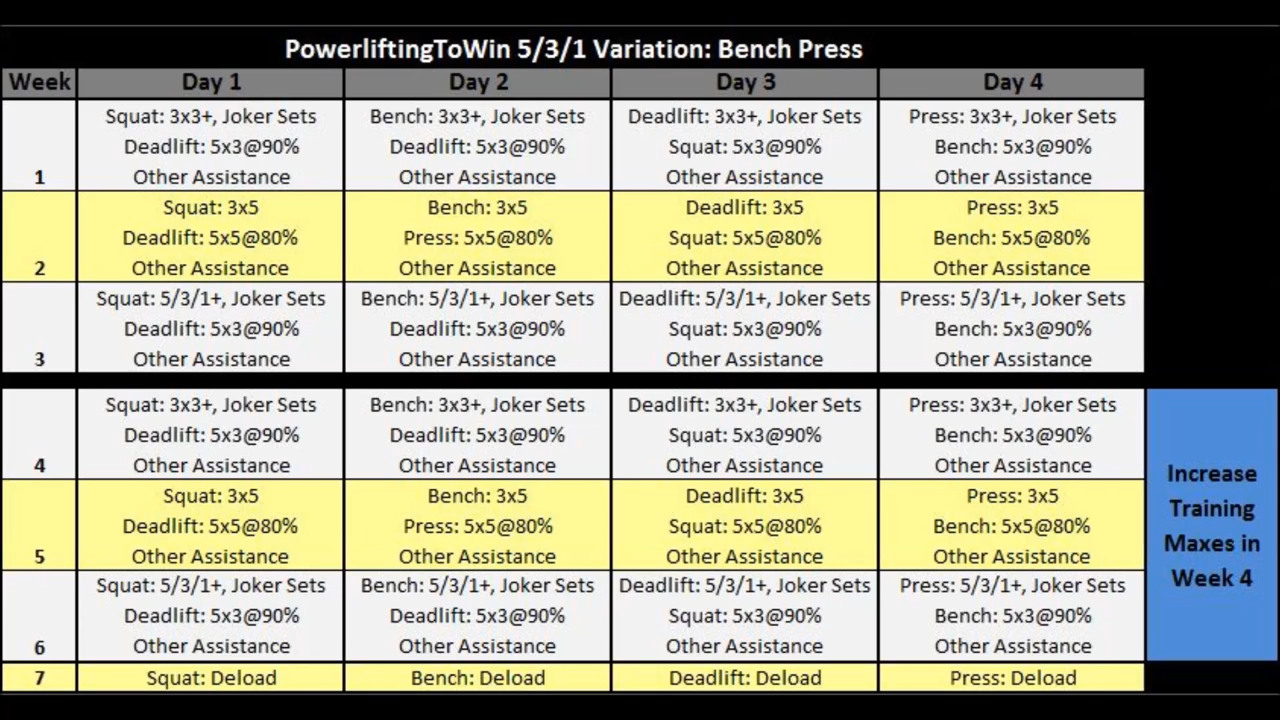 PowerliftingToWin 5/3/1 Variation: Bench Press
Week Day 1 Day 2 Day 3 Day 4
Squat: 3x3+, Joker Sets Bench: 3x3+, Joker Sets Deadlift: 3x3+, Joker Sets Press: 3x3+, Joker Sets
Deadlift: 5x3@90% Deadlift: 5x3@90% Squat: 5x3@90% Bench: 5x3@90%
1 Other Assistance Other Assistance Other Assistance Other Assistance
Squat: 3x5 Bench: 3x5 Deadlift: 3x5 Press: 3x5
Deadlift: 5x5@80% Press: 5x5@80% Squat: 5x5@80% Bench: 5x5@80%
2 Other Assistance Other Assistance Other Assistance Other Assistance
Squat: 5/3/1+, Joker Sets Bench: 5/3/1+, Joker Sets Deadlift: 5/3/1+, Joker Sets Press: 5/3/1+, Joker Sets
Deadlift: 5x3@90% Deadlift: 5x3@90% Squat: 5x3@90% Bench: 5x3@90%
3 Other Assistance Other Assistance Other Assistance Other Assistance
Squat: 3x3+, Joker Sets Bench: 3x3+, Joker Sets Deadlift: 3x3+, Joker Sets Press: 3x3+, Joker Sets
Deadlift: 5x3@90% Deadlift: 5x3@90% Squat: 5x3@90% Bench: 5x3@90%
4 Other Assistance Other Assistance Other Assistance Other Assistance
Squat: 3x5 Bench: 3x5 Deadlift: 3x5 Press: 3x5
Deadlift: 5x5@80% Press: 5x5@80% Squat: 5x5@80% Bench: 5x5@80%
5 Other Assistance Other Assistance Other Assistance Other Assistance
Squat: 5/3/1+, Joker Sets Bench: 5/3/1+, Joker Sets Deadlift: 5/3/1+, Joker Sets Press: 5/3/1+, Joker Sets
Deadlift: 5x3@90% Deadlift: 5x3@90% Squat: 5x3@90% Bench: 5x3@90%
6 Other Assistance Other Assistance Other Assistance Other Assistance
7 Squat: Deload Bench: Deload Deadlift: Deload Press: Deload
Increase
Training
Maxes in
Week 4